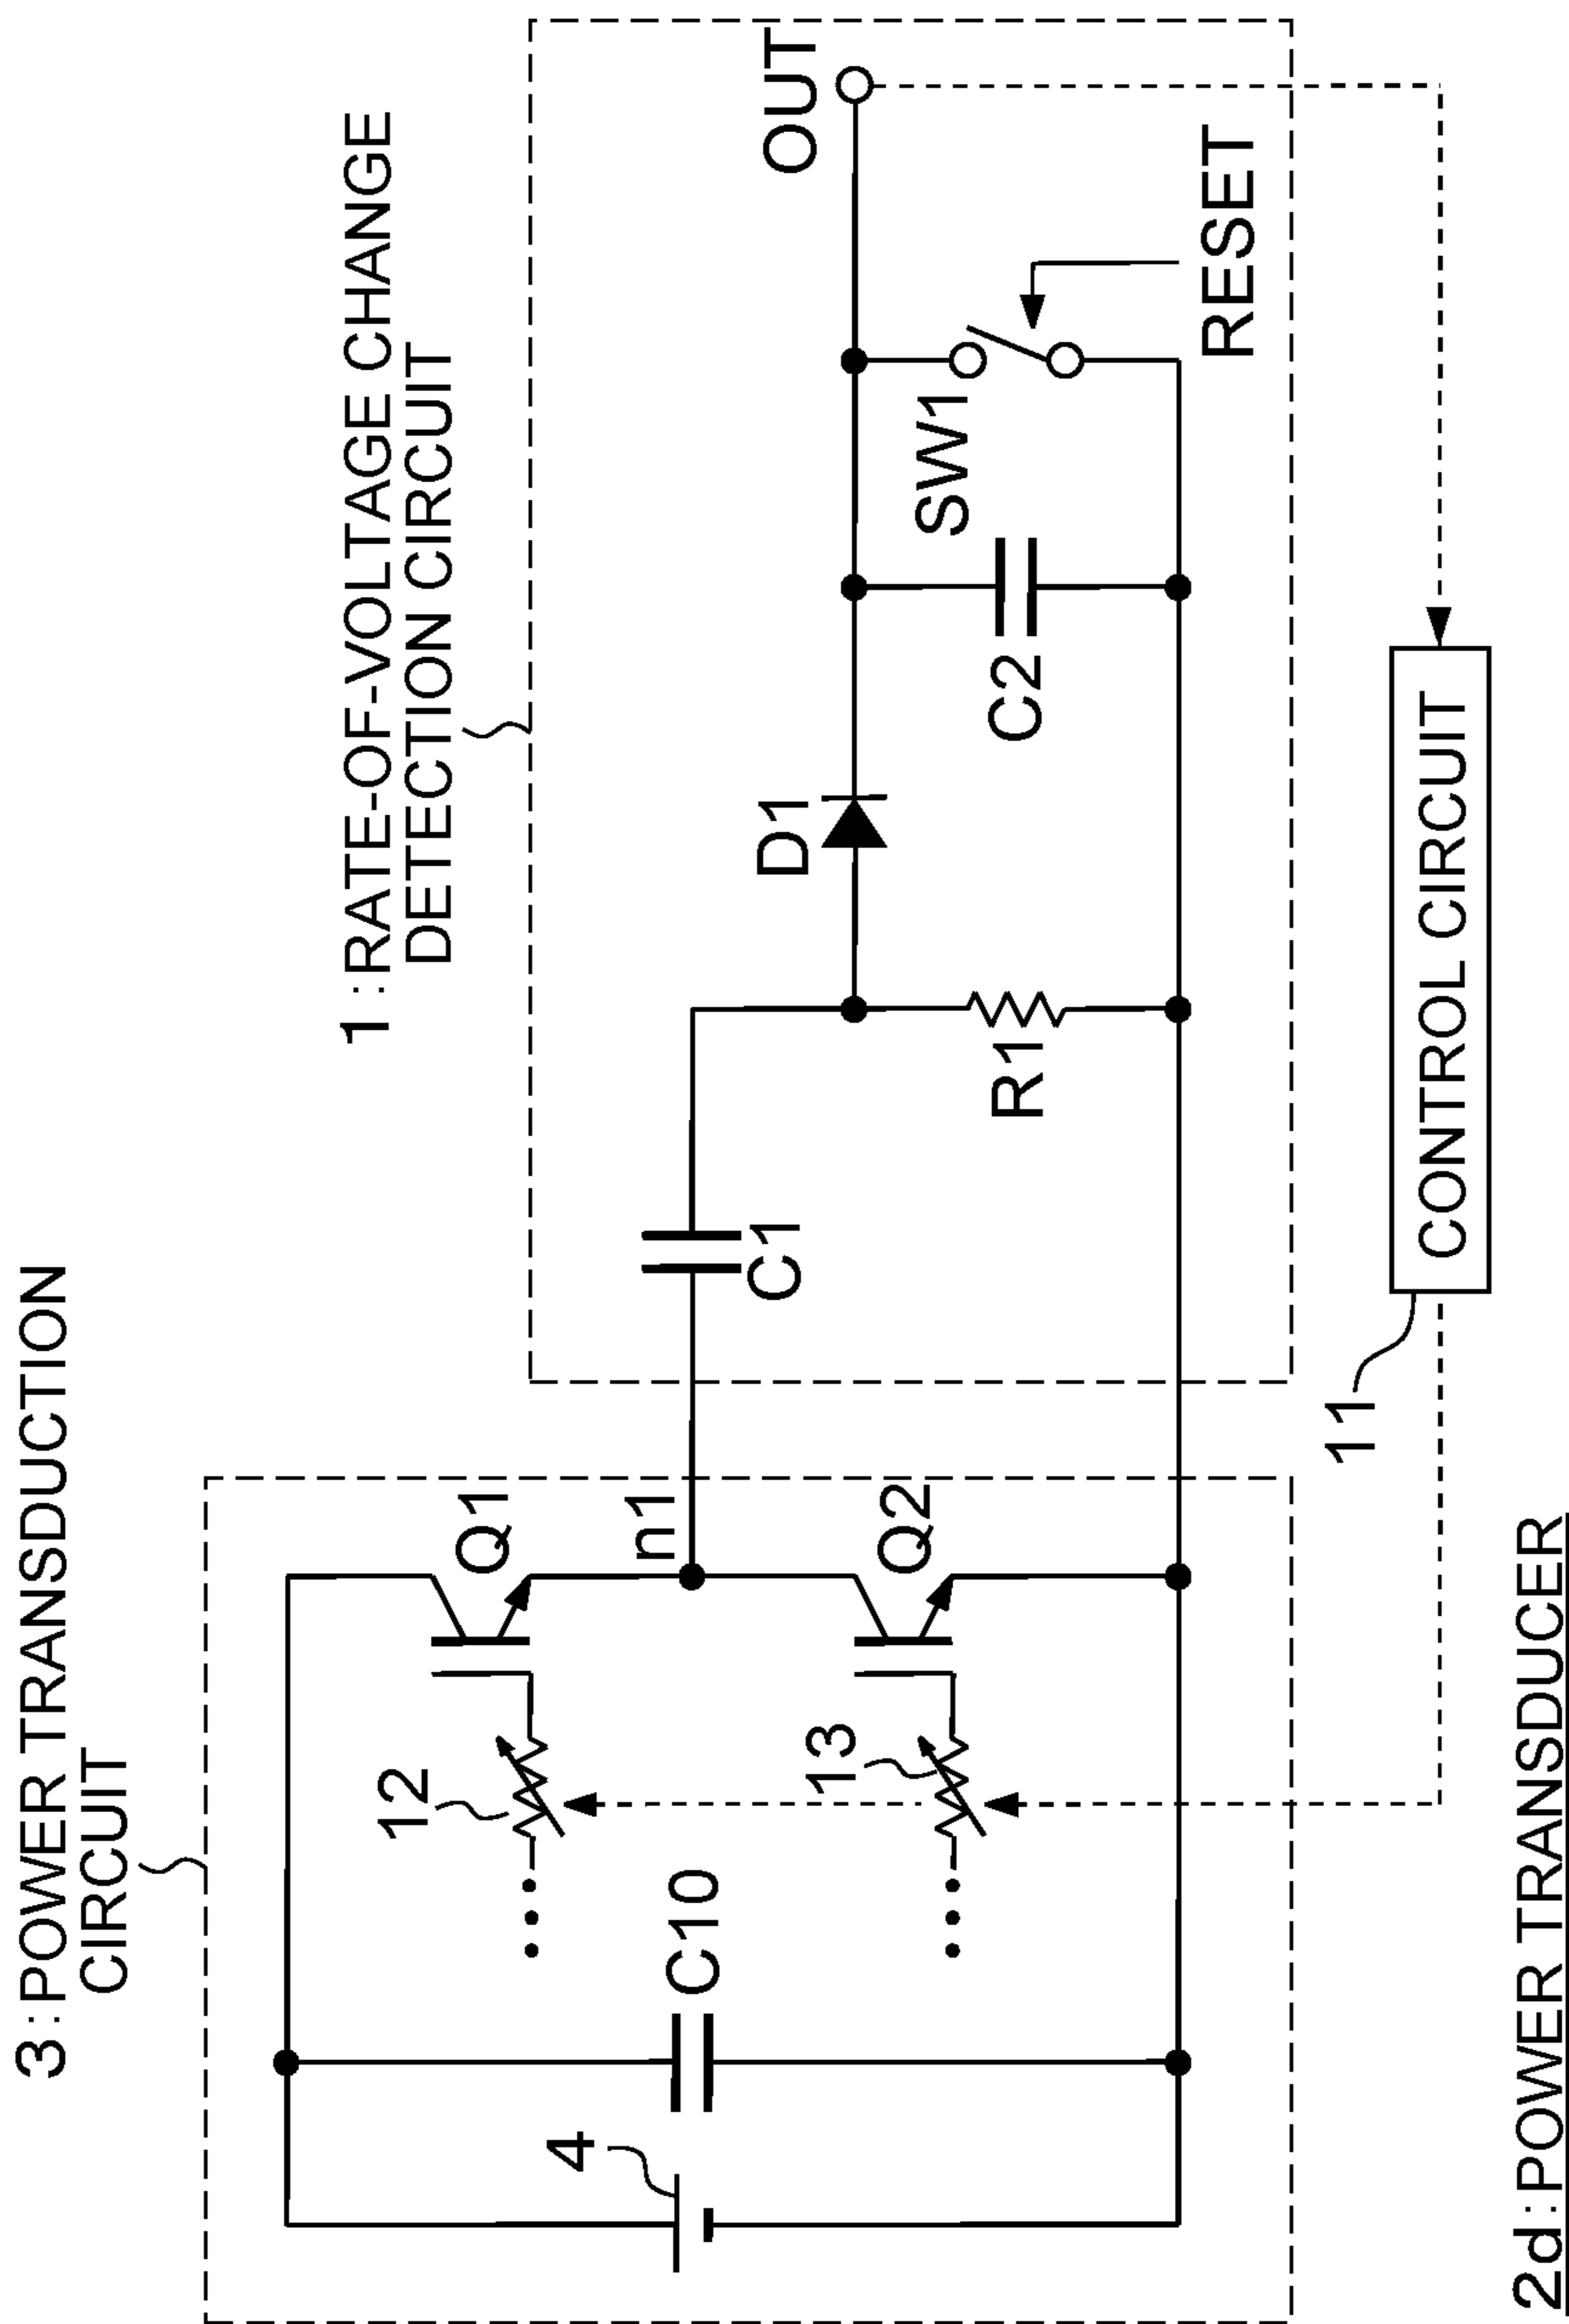 3:POWER TRANSDUCTION
CIRCUIT
1:RATE-OF-VOLTAGE CHANGE
DETECTION CIRCUIT
4
C10
12
Q1
n1
13
Q2
C1
R1
D1
C2
SW1
OUT
RESET
11
CONTROL CIRCUIT
2d:POWER TRANSDUCER